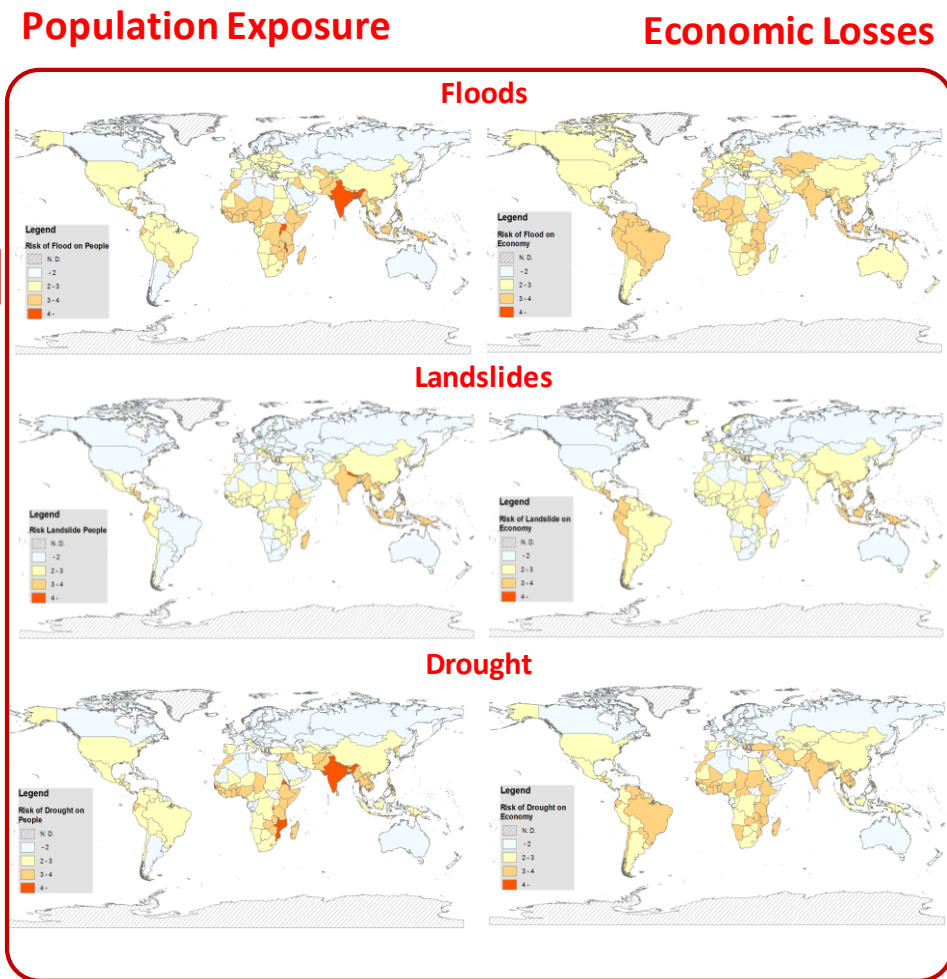 Population Exposure
Economic Losses
Floods
Legend
Risk of Flood on People
N. D.
- 2
2 - 3
3 - 4
4 -
Legend
Risk of Flood on
Economy
N. D.
- 2
2 - 3
3 - 4
4 -
Landslides
Legend
Risk Landslide People
N. D.
- 2
2 - 3
3 - 4
4 -
Legend
Risk of Landslide on
Economy
N. D.
- 2
2 - 3
3 - 4
4 -
Drought
Legend
Risk of Drought on
People
N. D.
- 2
2 - 3
3 - 4
4 -
Legend
Risk of Drought on
Economy
N. D.
- 2
2 - 3
3 - 4
4 -